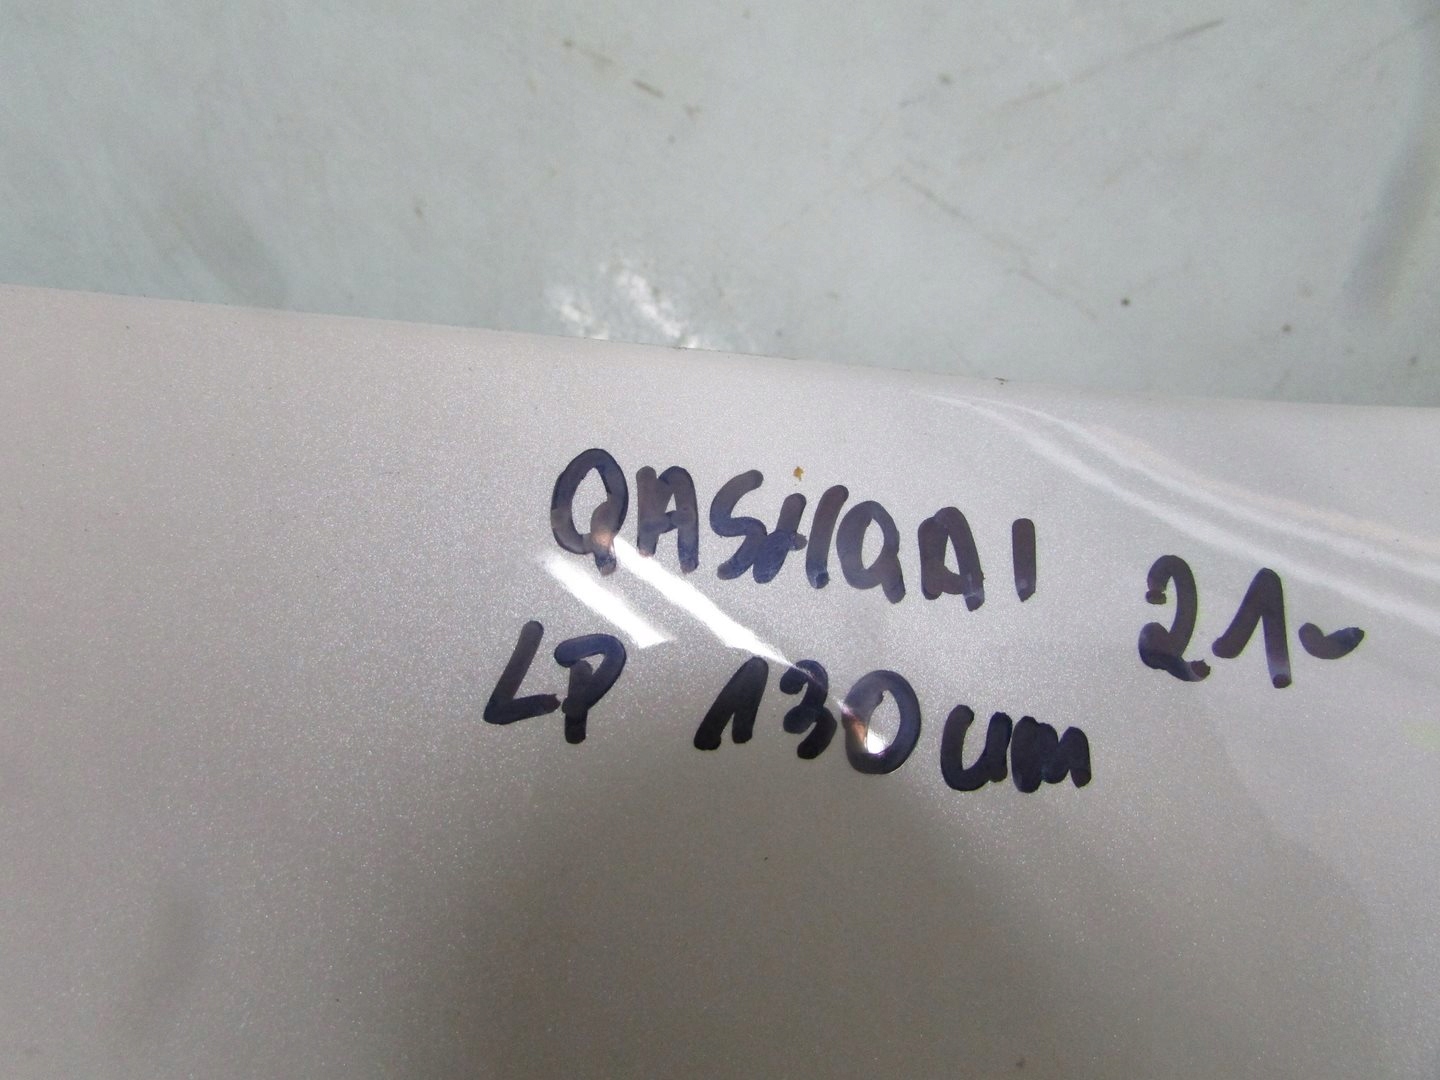 QASHQAI 21-
LP 130um